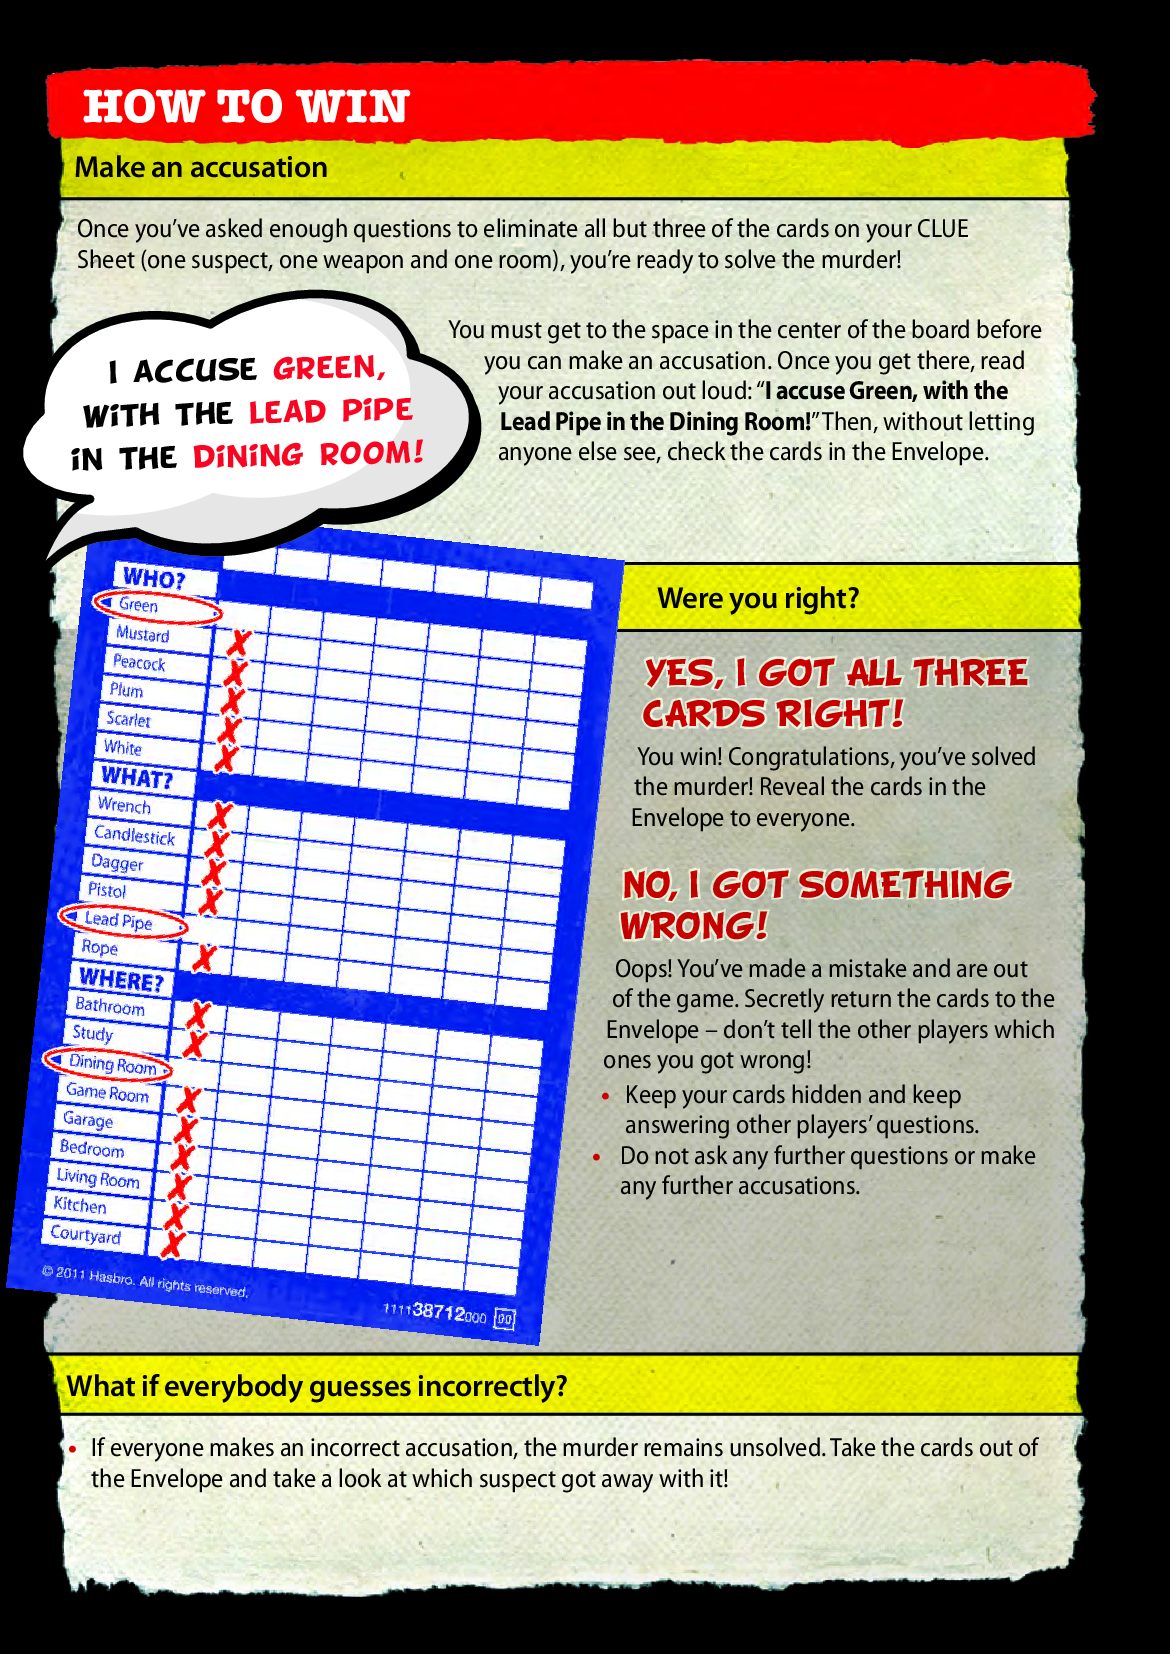 HOW TO WIN
Make an accusation
Once you’ve asked enough questions to eliminate all but three of the cards on your CLUE
Sheet (one suspect, one weapon and one room), you’re ready to solve the murder!
I ACCUSE GREEN,
WITH THE LEAD PIPE
IN THE DINING ROOM!
You must get to the space in the center of the board before
you can make an accusation. Once you get there, read
your accusation out loud: “I accuse Green, with the
Lead Pipe in the Dining Room!” Then, without letting
anyone else see, check the cards in the Envelope.
WHO?
Green
Mustard
Peacock
Plum
Scarlet
White
WHAT?
Wrench
Candlestick
Dagger
Pistol
Lead Pipe
Rope
WHERE?
Bathroom
Study
Dining Room
Game Room
Garage
Bedroom
Living Room
Kitchen
Courtyard
© 2011 Hasbro. All rights reserved.
111138712000 00
Were you right?
YES, I GOT ALL THREE
CARDS RIGHT!
You win! Congratulations, you’ve solved
the murder! Reveal the cards in the
Envelope to everyone.
NO, I GOT SOMETHING
WRONG!
Oops! You’ve made a mistake and are out
of the game. Secretly return the cards to the
Envelope – don’t tell the other players which
ones you got wrong!
• Keep your cards hidden and keep
answering other players’ questions.
• Do not ask any further questions or make
any further accusations.
What if everybody guesses incorrectly?
• If everyone makes an incorrect accusation, the murder remains unsolved. Take the cards out of
the Envelope and take a look at which suspect got away with it!